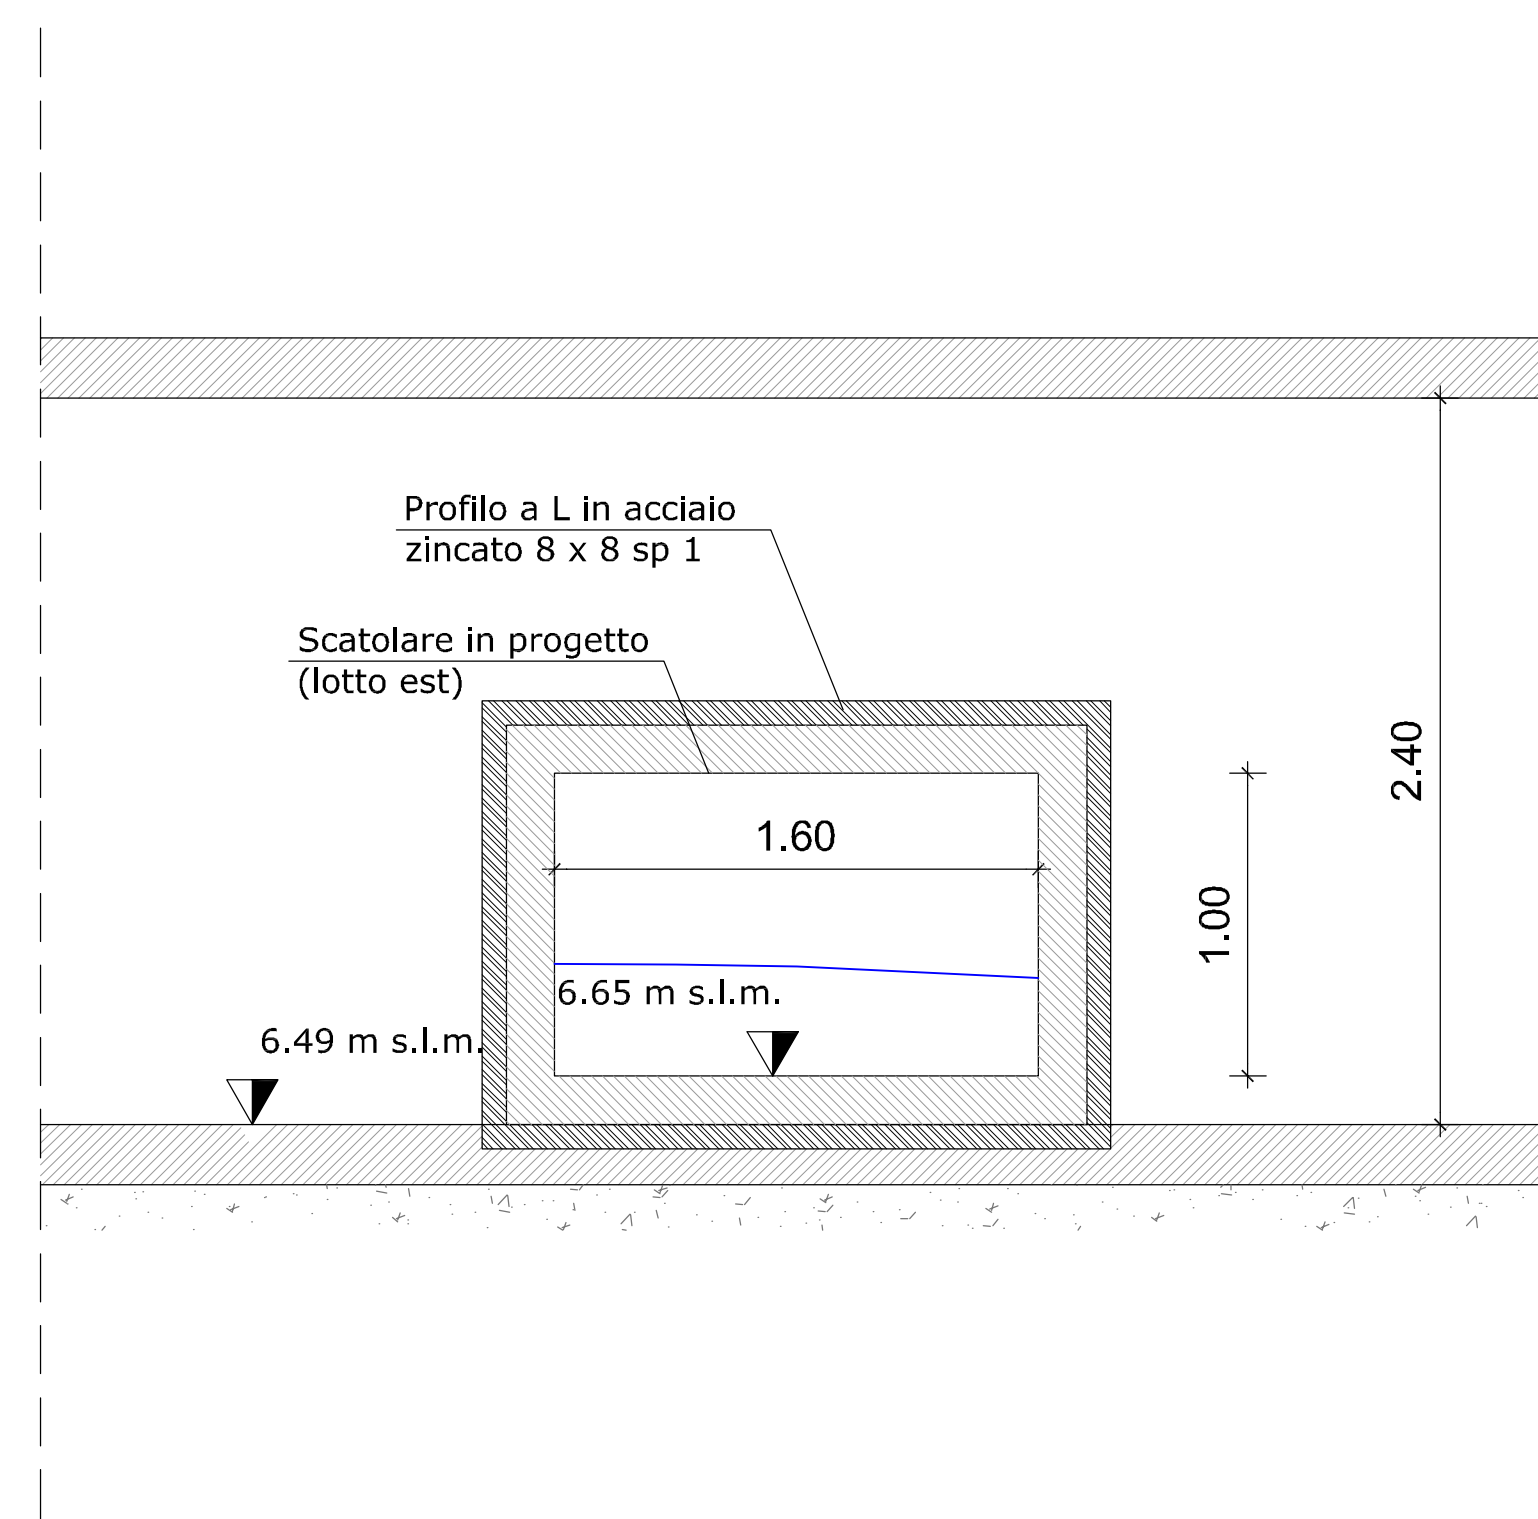 Profilo a L in acciaio
zincato 8 x 8 sp 1
Scatolare in progetto
(lotto est)
2.40
1.60
1.00
6.65 m s.l.m.
6.49 m s.l.m.